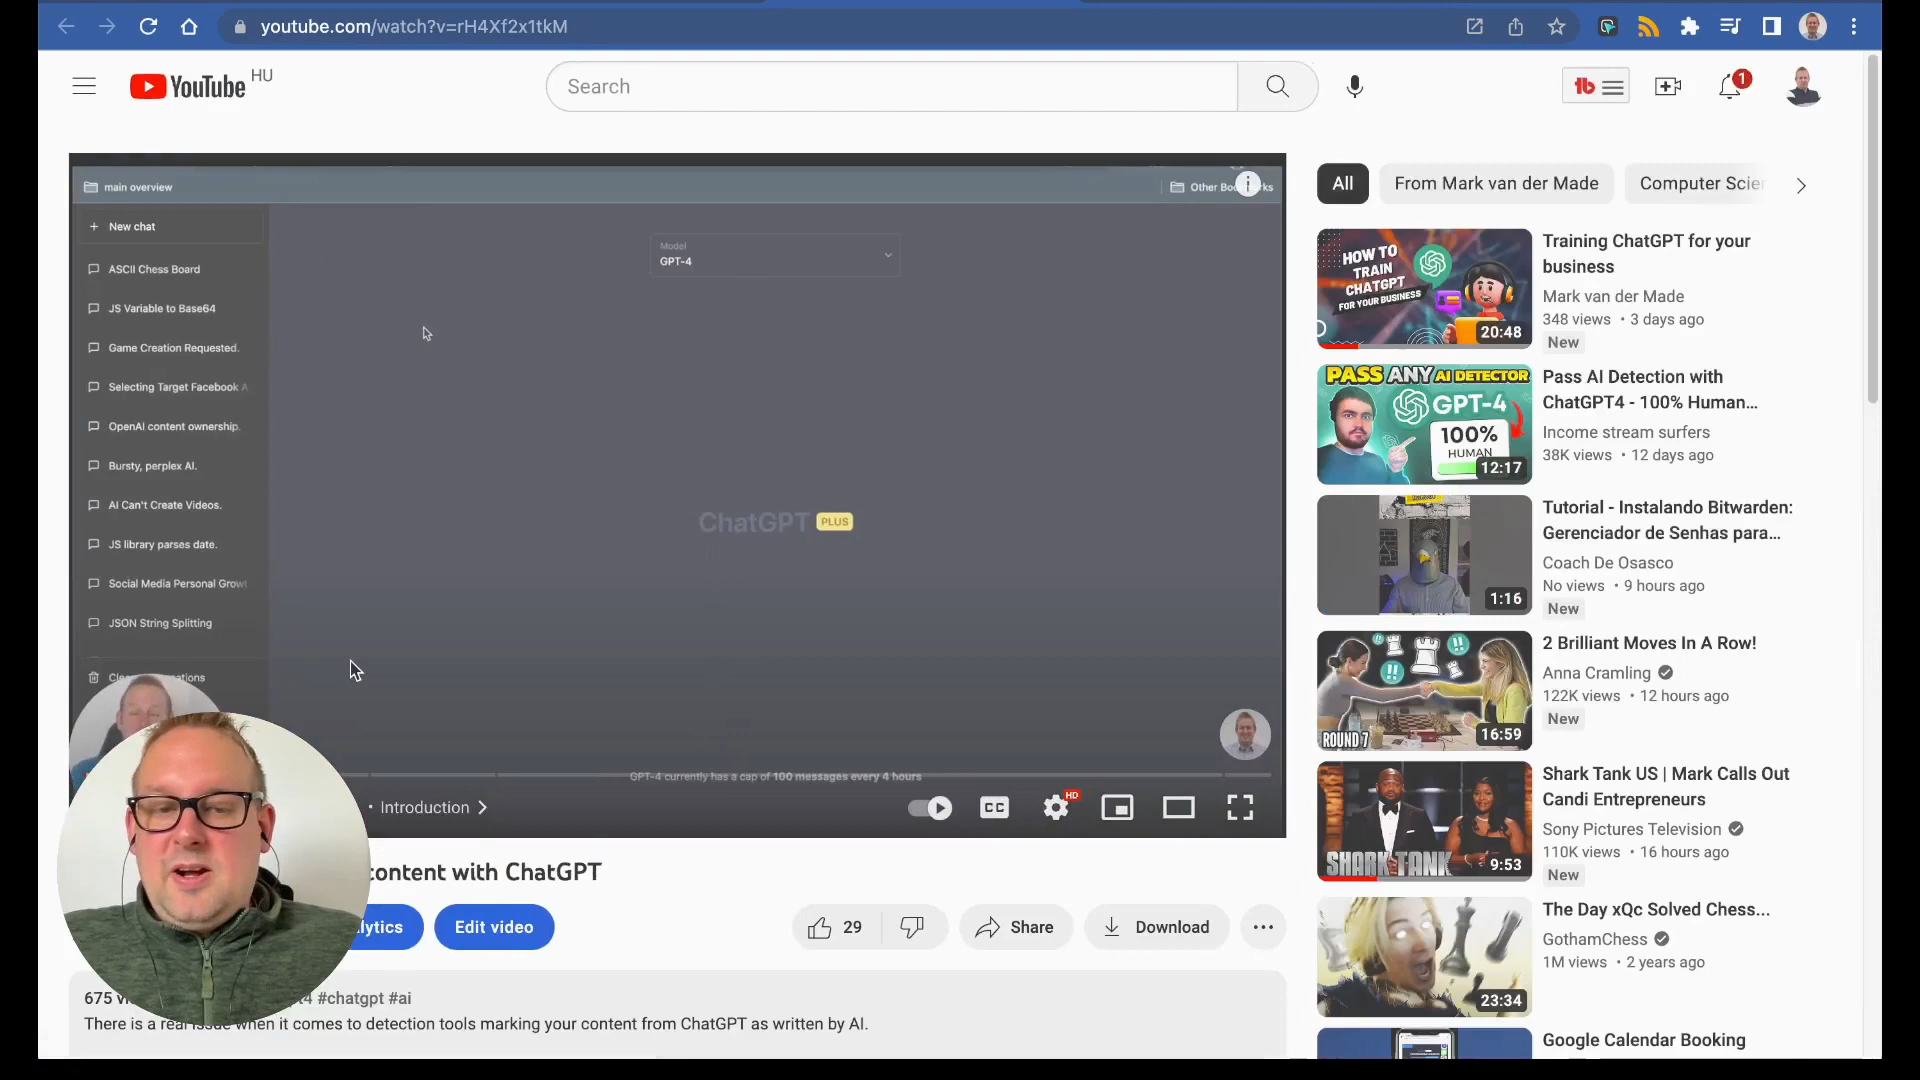 youtube.com/watch?v=rH4Xf2x1tkM
YouTube HU
Search
1
main overview
Other Bookmarks
New chat
Model
GPT-4
ASCII Chess Board
JS Variable to Base64
Game Creation Requested.
Selecting Target Facebook A
OpenAI content ownership.
Bursty, perplex AI.
AI Can't Create Videos.
ChatGPT PLUS
JS library parses date.
Social Media Personal Growt
JSON String Splitting
GPT-4 currently has a cap of 100 messages every 4 hours
• Introduction
CC
HD
content with ChatGPT
lytics
Edit video
29
Share
Download
675
#chatgpt #ai
There is a real issue when it comes to detection tools marking your content from ChatGPT as written by AI.
All
From Mark van der Made
Computer Scien
HOW TO
TRAIN
CHATGPT
FOR YOUR BUSINESS
20:48
Training ChatGPT for your
business
Mark van der Made
348 views • 3 days ago
New
PASS ANY AI DETECTOR
GPT-4
100%
HUMAN
12:17
Pass AI Detection with
ChatGPT4 - 100% Human...
Income stream surfers
38K views • 12 days ago
1:16
Tutorial - Instalando Bitwarden:
Gerenciador de Senhas para...
Coach De Osasco
No views • 9 hours ago
New
!!
!!
ROUND 7
16:59
2 Brilliant Moves In A Row!
Anna Cramling
122K views • 12 hours ago
New
SHARK TANK
9:53
Shark Tank US | Mark Calls Out
Candi Entrepreneurs
Sony Pictures Television
110K views • 16 hours ago
New
23:34
The Day xQc Solved Chess...
GothamChess
1M views • 2 years ago
Google Calendar Booking